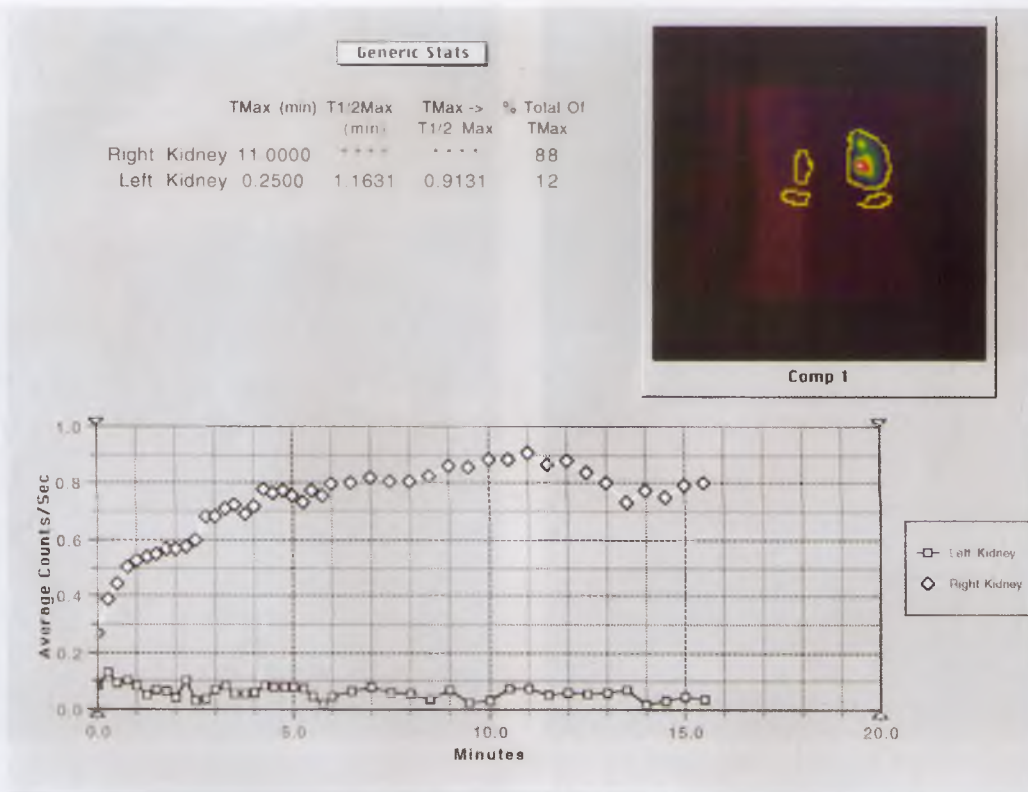 Generic Stats
TMax (min) T1/2Max TMax -> % Total Of
(min) T1/2 Max TMax
Right Kidney 11.0000 **** **** 88
Left Kidney 0.2500 1.1631 0.9131 12
Comp 1
1.0
0.8
0.6
0.4
0.2
0.0
Average Counts/Sec
0.0 5.0 10.0 15.0 20.0
Minutes
Left Kidney
Right Kidney